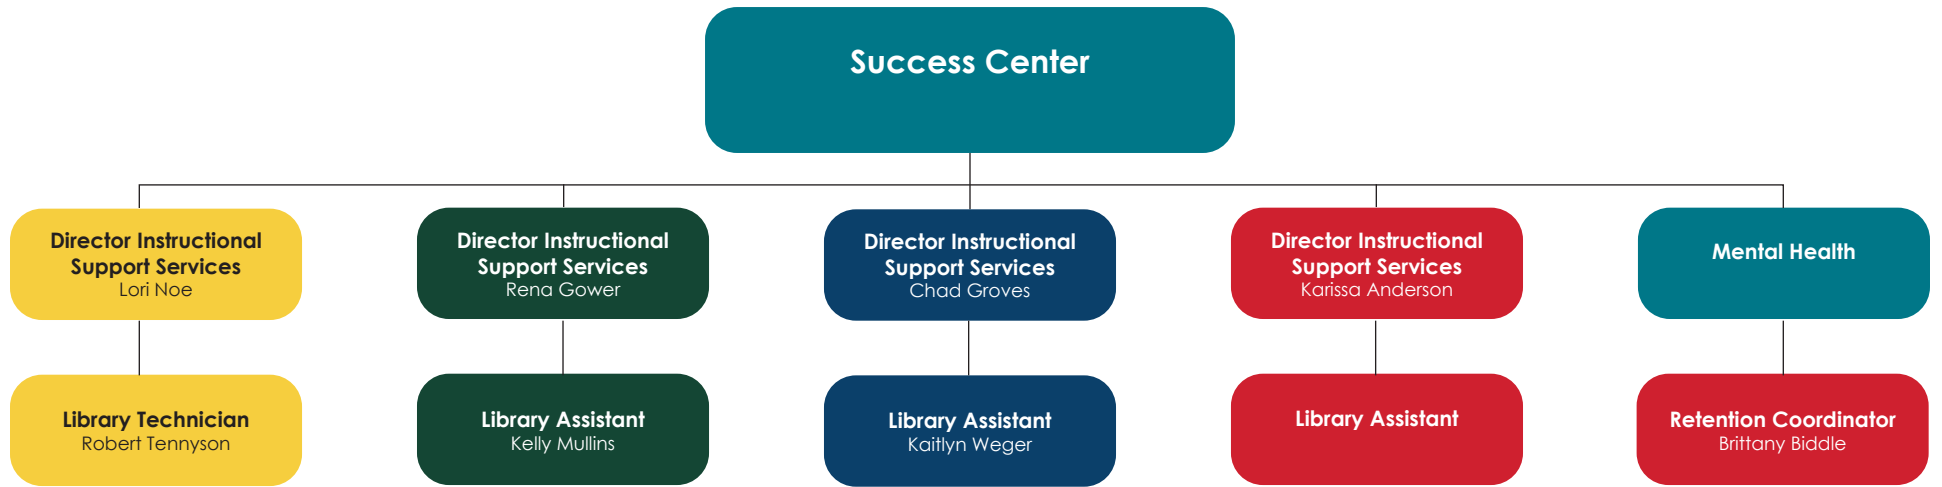 Success Center
Director Instructional
Support Services
Lori Noe
Director Instructional
Support Services
Rena Gower
Director Instructional
Support Services
Chad Groves
Director Instructional
Support Services
Karissa Anderson
Mental Health
Library Technician
Robert Tennyson
Library Assistant
Kelly Mullins
Library Assistant
Kaitlyn Weger
Library Assistant
Retention Coordinator
Brittany Biddle